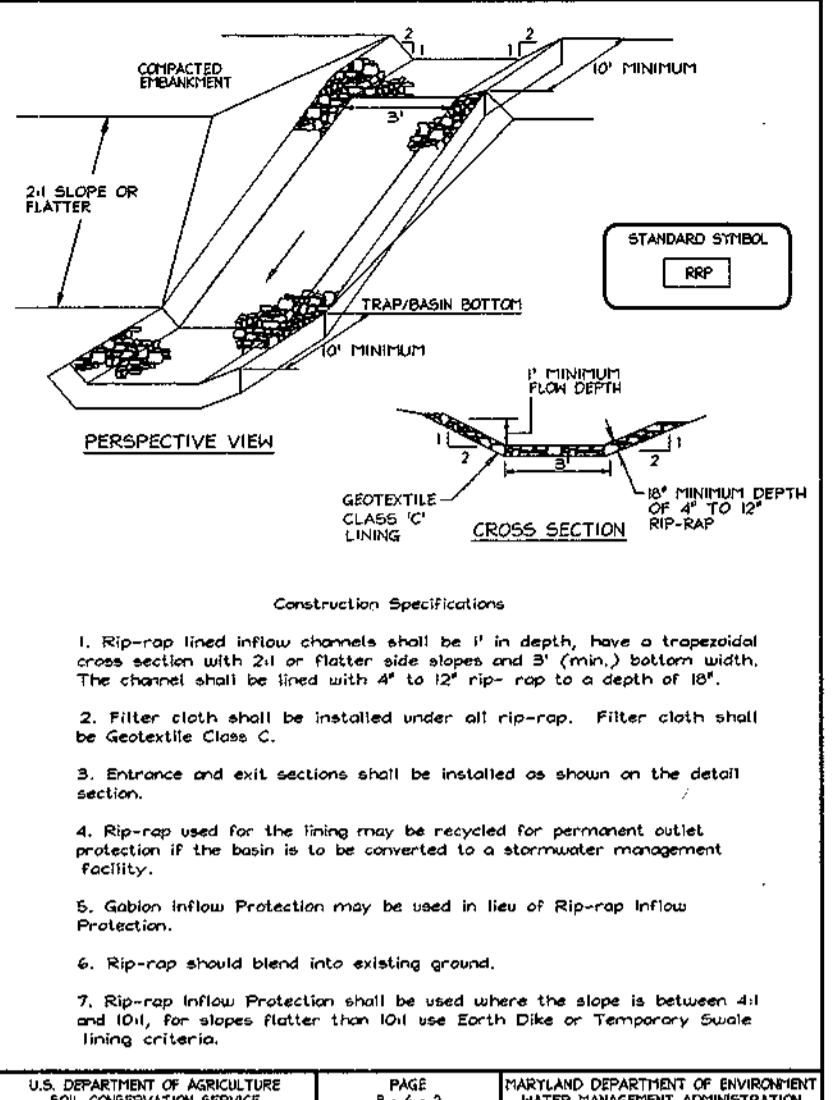 2 2
1 1
COMPACTED
EMBANKMENT
10' MINIMUM
3'
2:1 SLOPE OR
FLATTER
STANDARD SYMBOL
RRP
TRAP/BASIN BOTTOM
10' MINIMUM
1' MINIMUM
FLOW DEPTH
PERSPECTIVE VIEW
1 1
2 3' 2
GEOTEXTILE
CLASS 'C'
LINING
18" MINIMUM DEPTH
OF 4" TO 12"
RIP-RAP
CROSS SECTION
Construction Specifications
1. Rip-rap lined inflow channels shall be 1' in depth, have a trapezoidal
cross section with 2:1 or flatter side slopes and 3' (min.) bottom width.
The channel shall be lined with 4" to 12" rip- rap to a depth of 18".
2. Filter cloth shall be installed under all rip-rap. Filter cloth shall
be Geotextile Class C.
3. Entrance and exit sections shall be installed as shown on the detail
section.
4. Rip-rap used for the lining may be recycled for permanent outlet
protection if the basin is to be converted to a stormwater management
facility.
5. Gabion Inflow Protection may be used in lieu of Rip-rap Inflow
Protection.
6. Rip-rap should blend into existing ground.
7. Rip-rap Inflow Protection shall be used where the slope is between 4:1
and 10:1, for slopes flatter than 10:1 use Earth Dike or Temporary Swale
lining criteria.
U.S. DEPARTMENT OF AGRICULTURE
SOIL CONSERVATION SERVICE
PAGE
MARYLAND DEPARTMENT OF ENVIRONMENT
WATER MANAGEMENT ADMINISTRATION